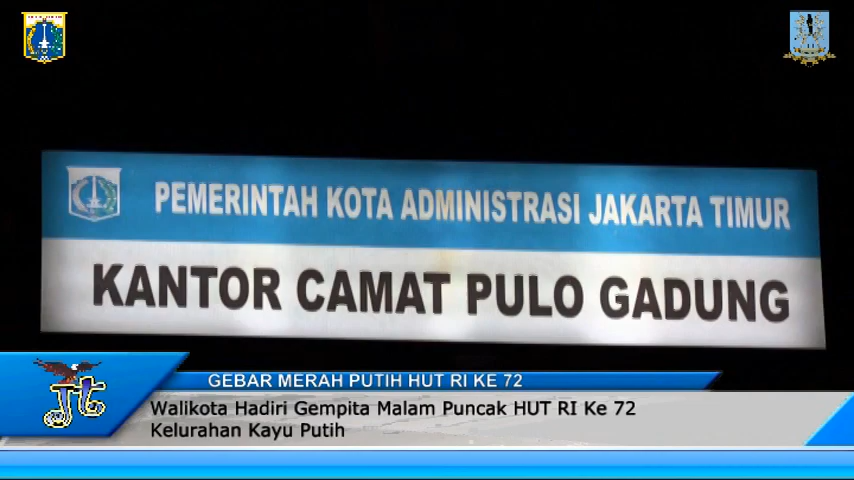 PEMERINTAH KOTA ADMINISTRASI JAKARTA TIMUR
KANTOR CAMAT PULO GADUNG
GEBAR MERAH PUTIH HUT RI KE 72
Jt
Walikota Hadiri Gempita Malam Puncak HUT RI Ke 72
Kelurahan Kayu Putih